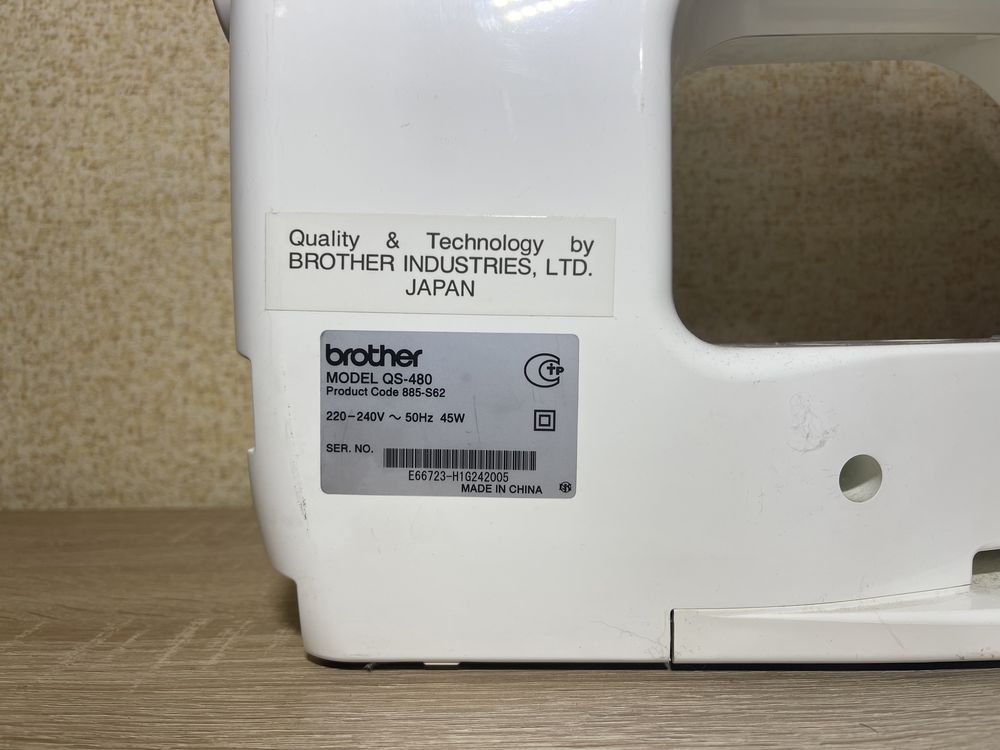 Quality & Technology by
BROTHER INDUSTRIES, LTD.
JAPAN
brother
MODEL QS-480
Product Code 885-S62
220-240V ~ 50Hz 45W
SER. NO.
E66723-H1G242005
MADE IN CHINA